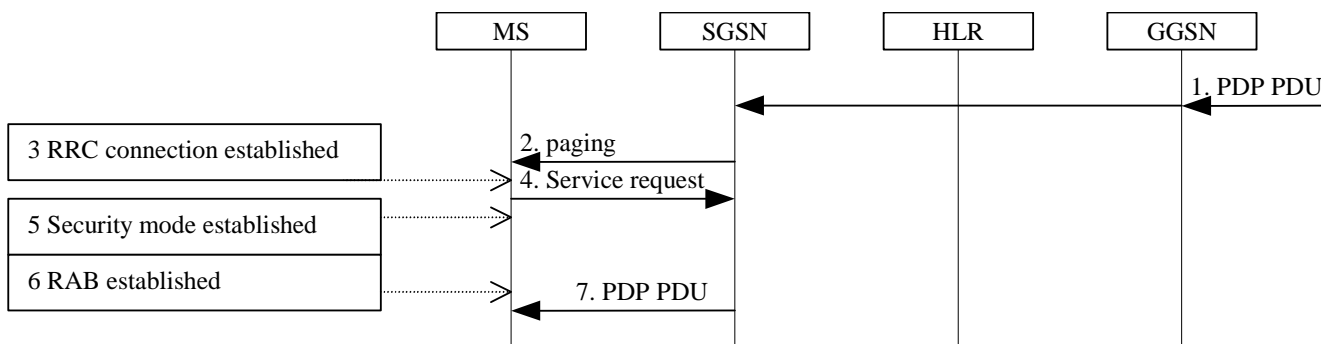 MS
SGSN
HLR
GGSN
1. PDP PDU
3 RRC connection established
2. paging
4. Service request
5 Security mode established
6 RAB established
7. PDP PDU